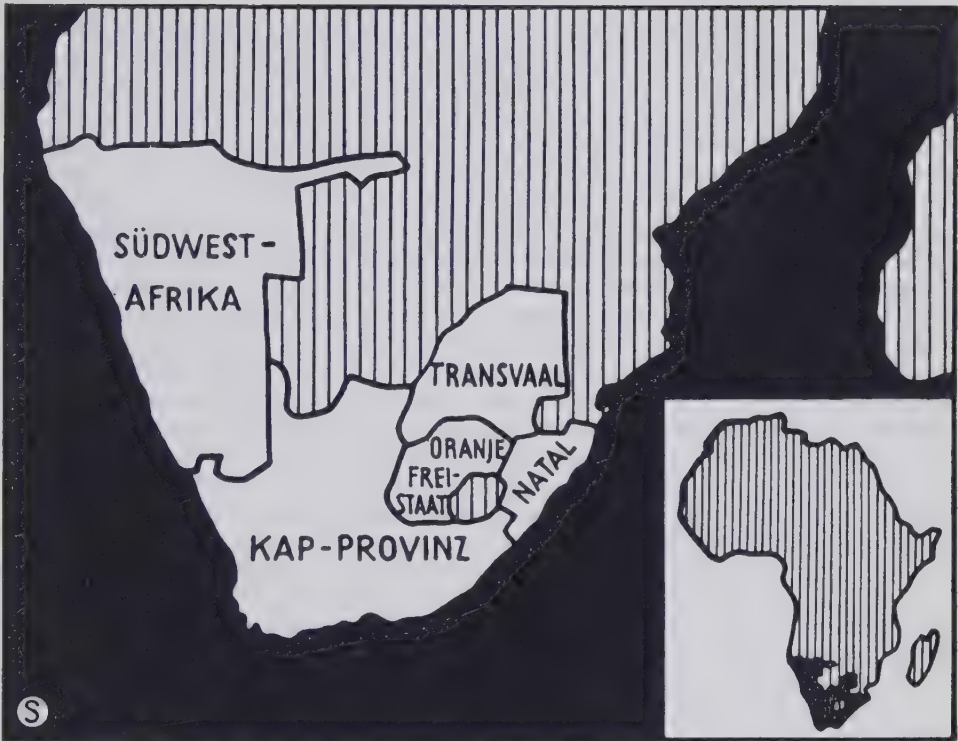 SÜDWEST-
AFRIKA
TRANSVAAL
ORANJE
FREI-
STAAT
NATAL
KAP-PROVINZ
S